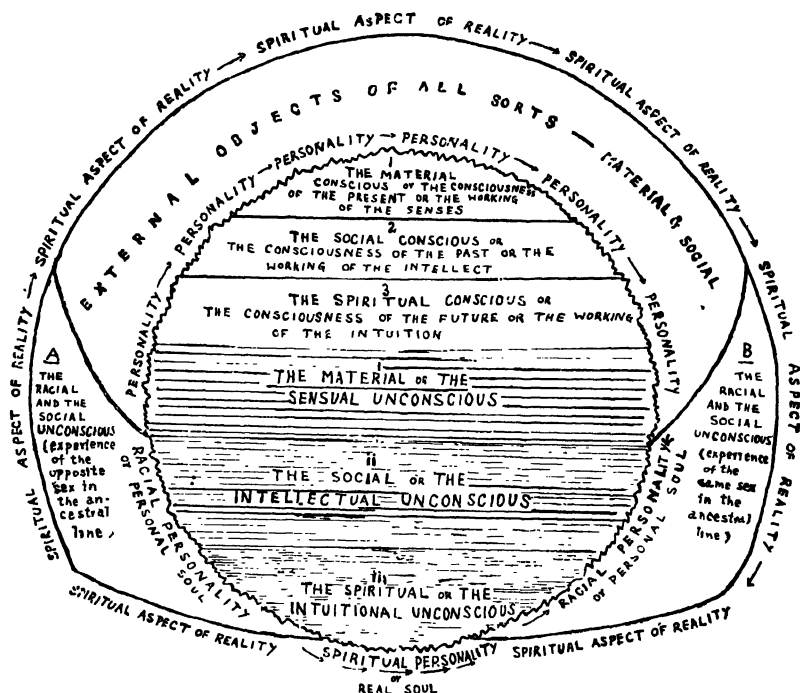 SPIRITUAL ASPECT OF REALITY → SPIRITUAL ASPECT OF REALITY → SPIRITUAL ASPECT OF REALITY → SPIRITUAL ASPECT OF REALITY → SPIRITUAL ASPECT OF REALITY →
EXTERNAL OBJECTS OF ALL SORTS — MATERIAL & SOCIAL
PERSONALITY → PERSONALITY → PERSONALITY → PERSONALITY → PERSONALITY → PERSONALITY
1
THE MATERIAL
CONSCIOUS or THE CONSCIOUSNESS
OF THE PRESENT OR THE WORKING
OF THE SENSES
2
THE SOCIAL CONSCIOUS OR
THE CONSCIOUSNESS OF THE PAST OR THE
WORKING OF THE INTELLECT
3
THE SPIRITUAL CONSCIOUS OR
THE CONSCIOUSNESS OF THE FUTURE OR THE WORKING
OF THE INTUITION
i
THE MATERIAL or THE
SENSUAL UNCONSCIOUS
ii
THE SOCIAL or THE
INTELLECTUAL UNCONSCIOUS
iii
THE SPIRITUAL or THE
INTUITIONAL UNCONSCIOUS
A
THE
RACIAL
AND THE
SOCIAL
UNCONSCIOUS
(experience
of the
opposite
sex in
the an-
cestral
line,
B
THE
RACIAL
AND THE
SOCIAL
UNCONSCIOUS
(experience
of the
same sex
in the
ancestral
line)
RACIAL PERSONALITY
or PERSONAL SOUL
RACIAL PERSONALITY
or PERSONAL SOUL
SPIRITUAL ASPECT OF REALITY
SPIRITUAL PERSONALITY
or
REAL SOUL
SPIRITUAL ASPECT OF REALITY